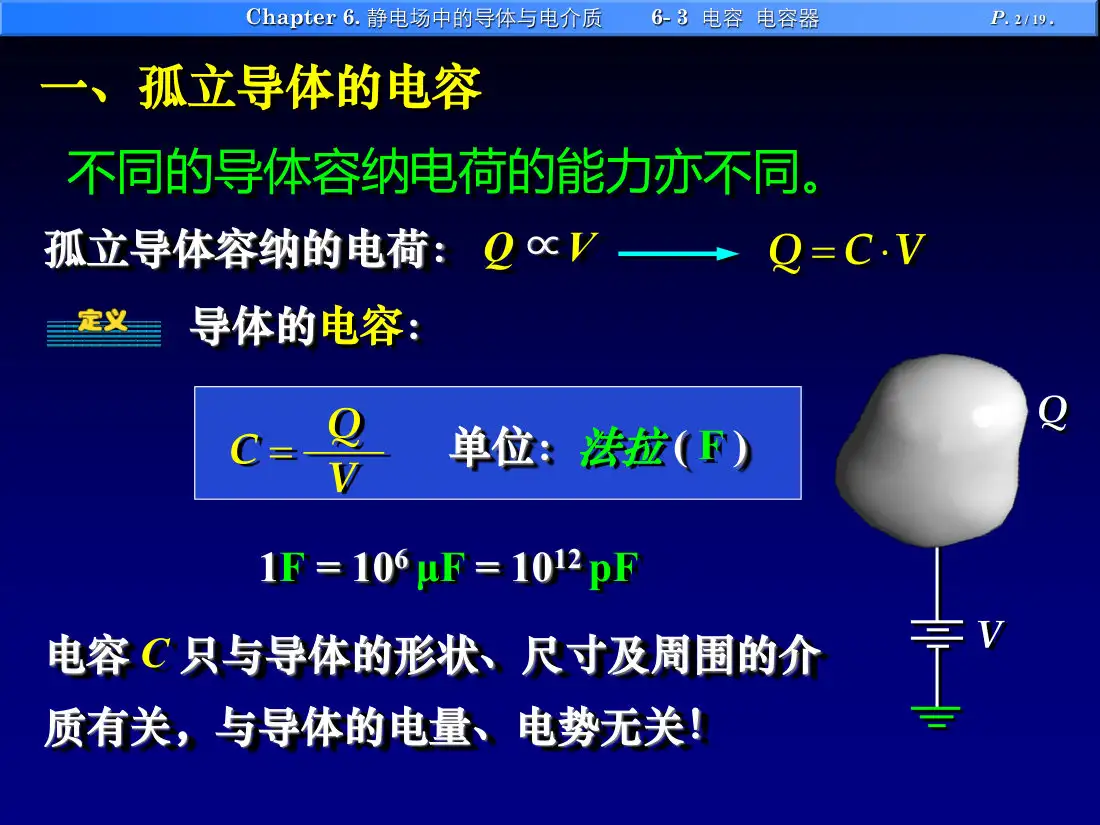 Chapter 6. 静电场中的导体与电介质 6- 3 电容 电容器 P. 2 / 19 .
一、孤立导体的电容
不同的导体容纳电荷的能力亦不同。
孤立导体容纳的电荷： Q ∝ V → Q = C · V
定义 导体的电容：
C = Q / V 单位：法拉 ( F )
Q
1F = 10⁶ μF = 10¹² pF
V
电容 C 只与导体的形状、尺寸及周围的介
质有关，与导体的电量、电势无关！